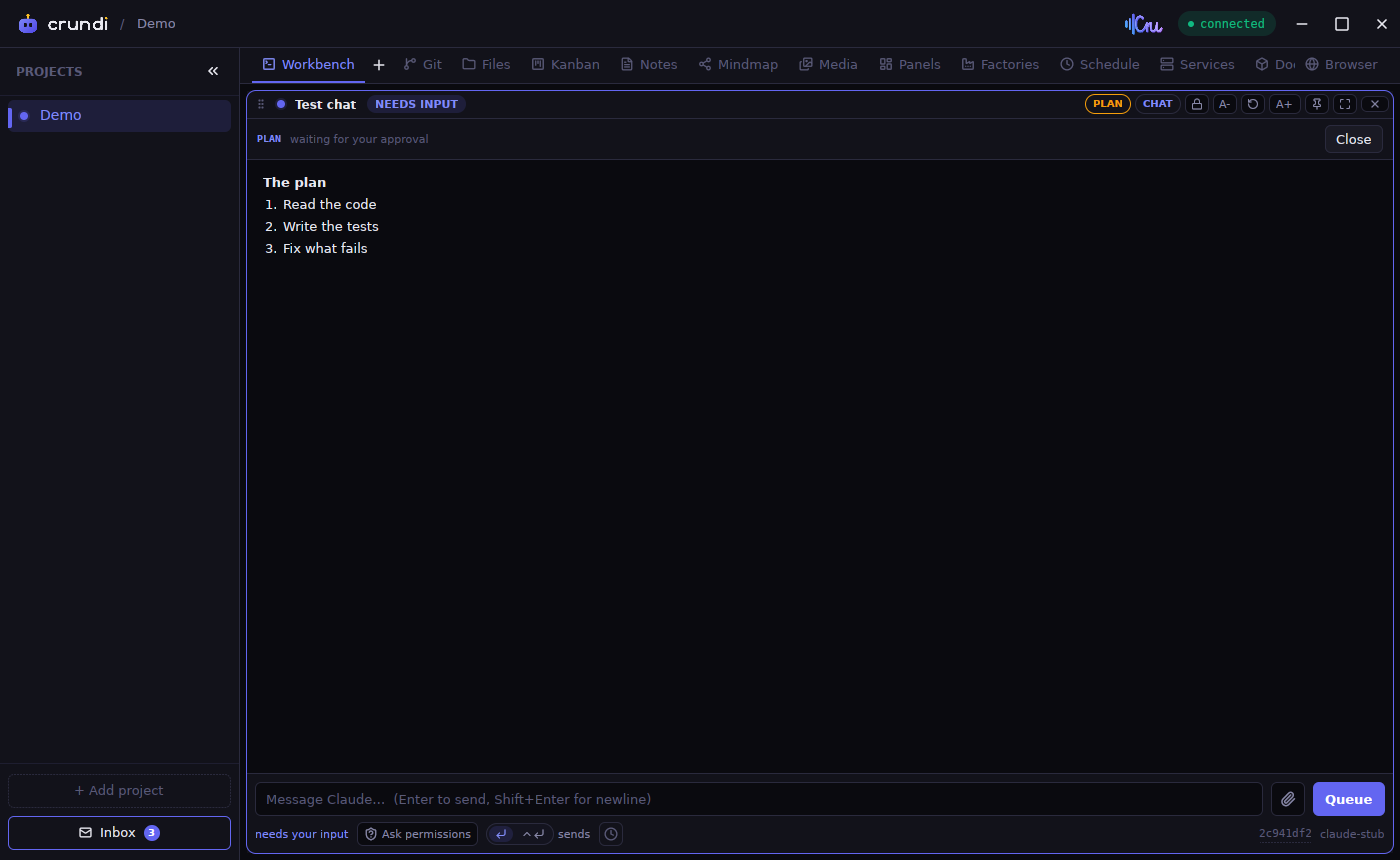 crundi / Demo
Cru
connected
PROJECTS
Workbench
Git
Files
Kanban
Notes
Mindmap
Media
Panels
Factories
Schedule
Services
Browser
Demo
Test chat NEEDS INPUT
PLAN CHAT A- A+
PLAN waiting for your approval
Close
The plan
1. Read the code
2. Write the tests
3. Fix what fails
+ Add project
Inbox 3
Message Claude... (Enter to send, Shift+Enter for newline)
Queue
needs your input Ask permissions sends
2c941df2 claude-stub